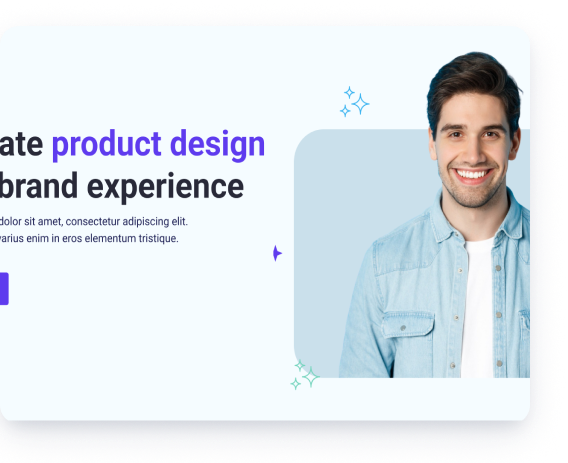 ate product design
brand experience
dolor sit amet, consectetur adipiscing elit.
varius enim in eros elementum tristique.